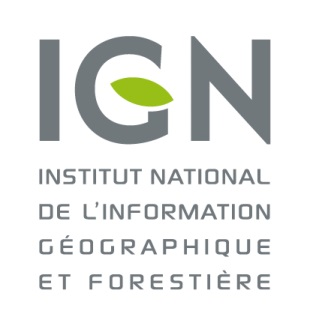 IGN
INSTITUT NATIONAL
DE L'INFORMATION
GÉOGRAPHIQUE
ET FORESTIÈRE